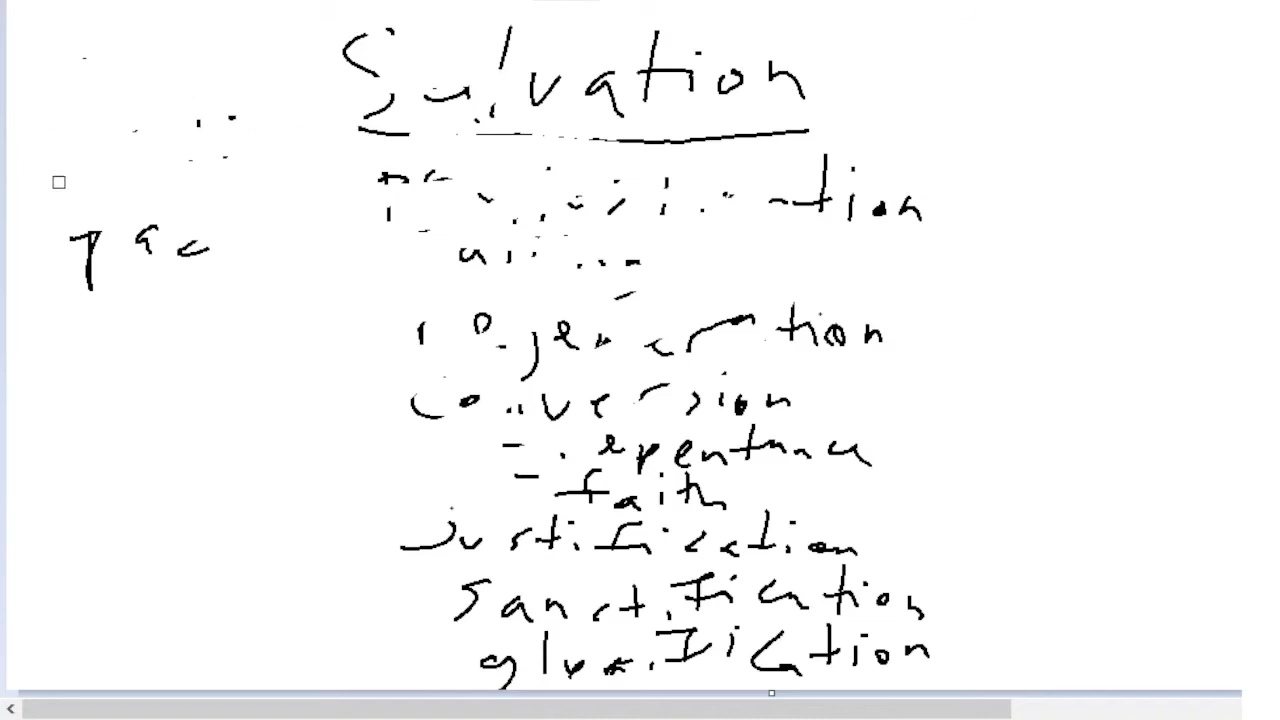 Salvation
regeneration
conversion
- repentance
- faith
justification
sanctification
glorification